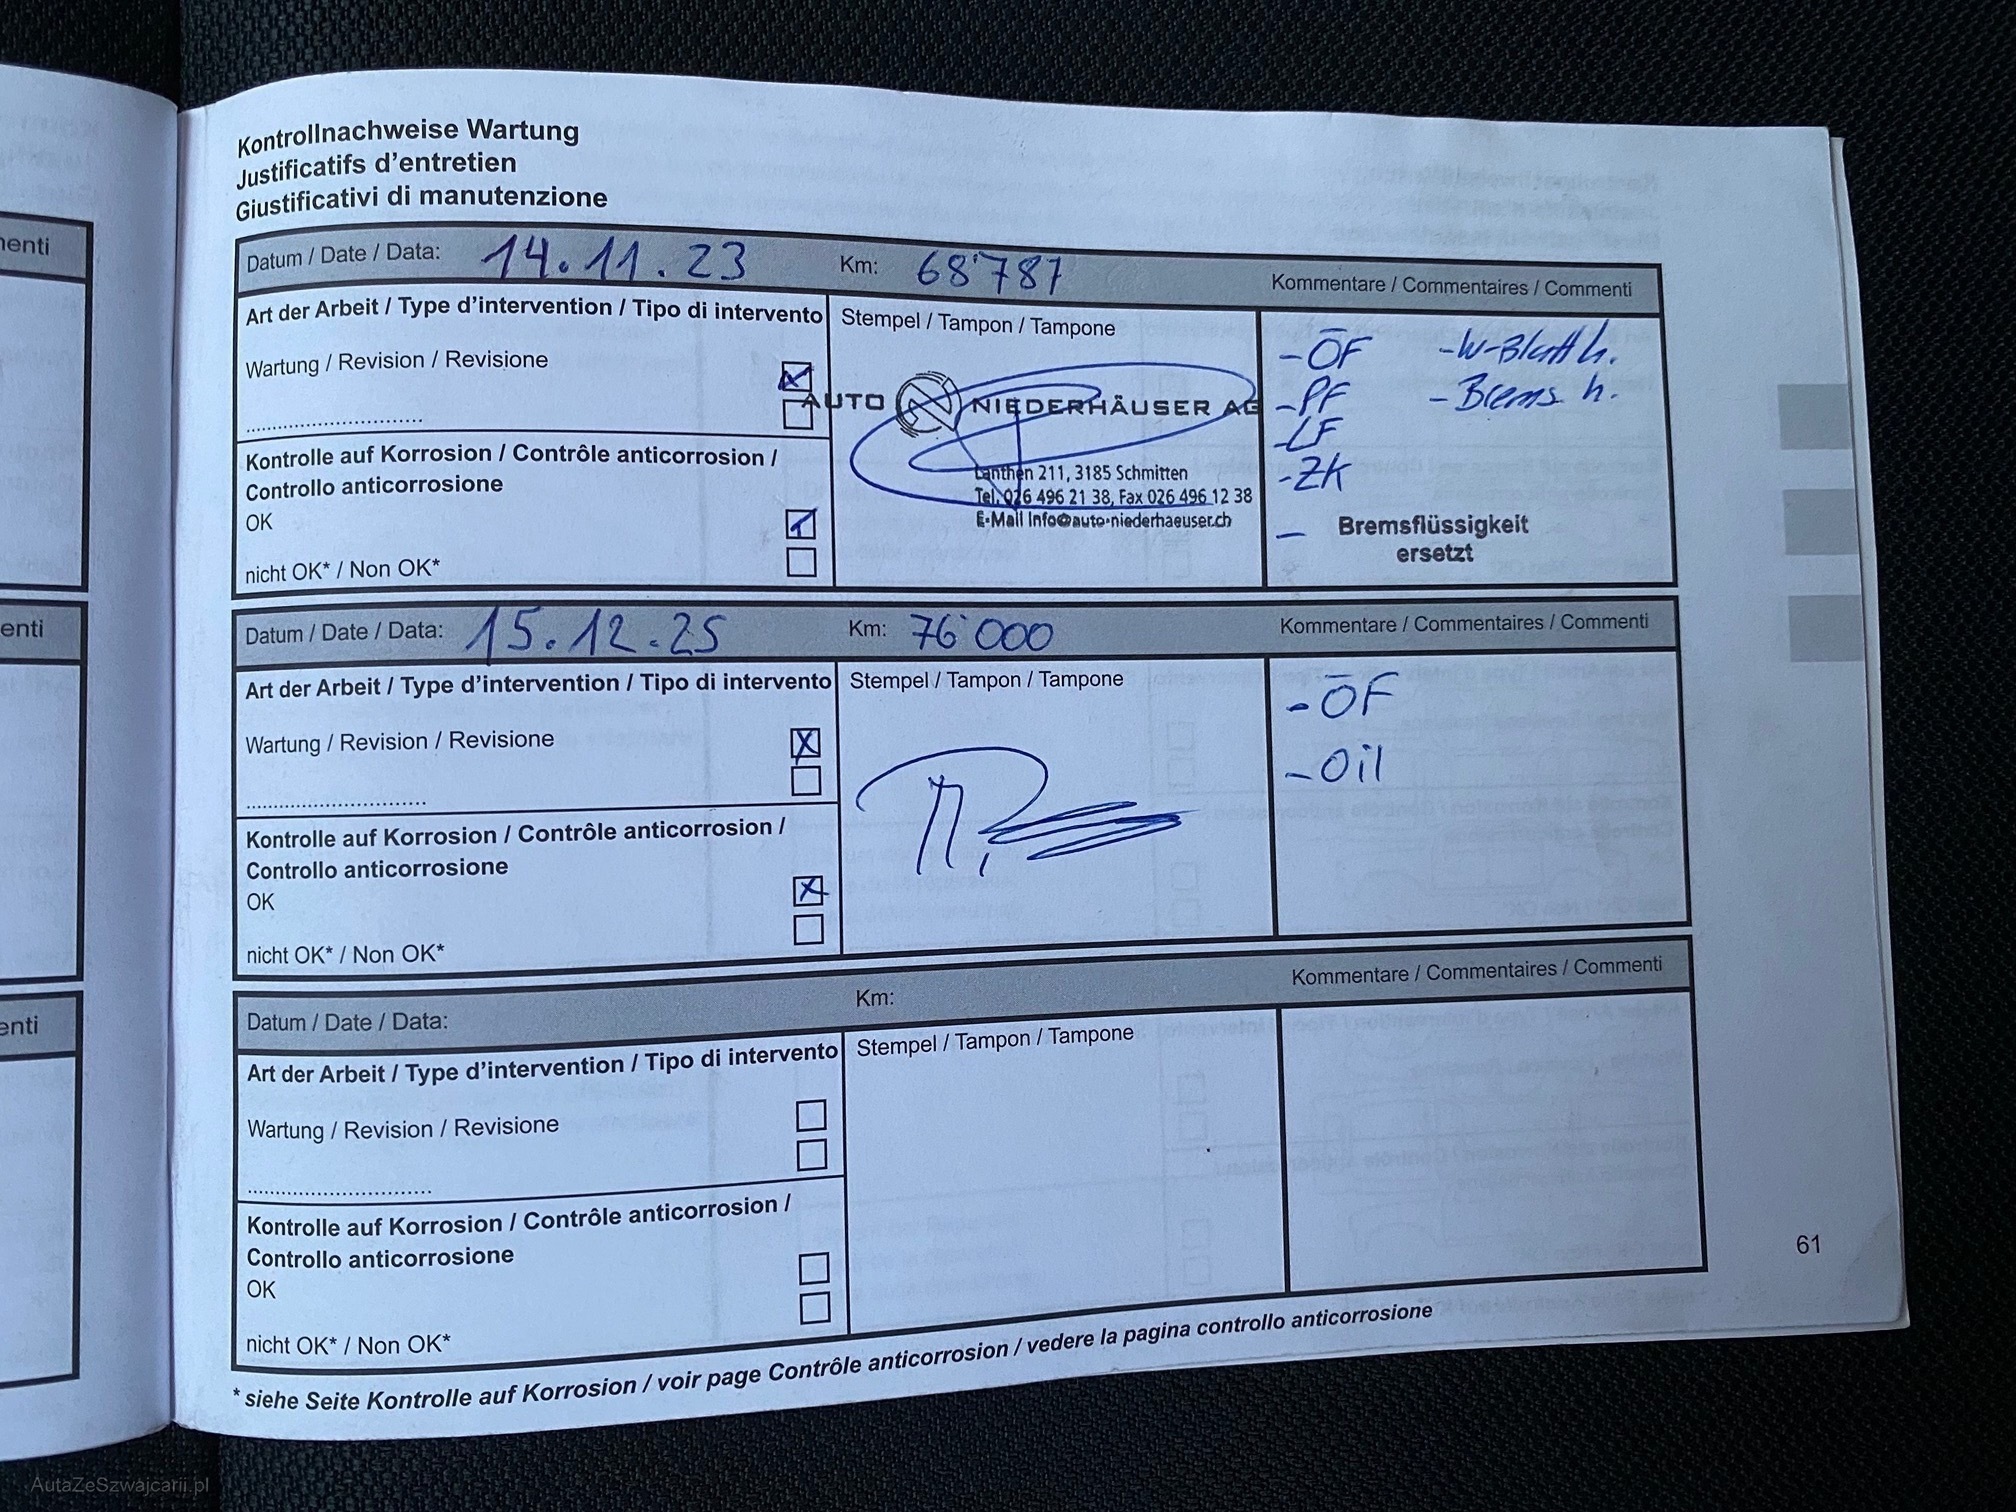 Kontrollnachweise Wartung
Justificatifs d'entretien
Giustificativi di manutenzione
Datum / Date / Data: 14.11.23 Km: 68'787 Kommentare / Commentaires / Commenti
Art der Arbeit / Type d'intervention / Tipo di intervento
Wartung / Revision / Revisione
Kontrolle auf Korrosion / Contrôle anticorrosion /
Controllo anticorrosione
OK
nicht OK* / Non OK*
Stempel / Tampon / Tampone
AUTO NIEDERHÄUSER AG
Lanthen 211, 3185 Schmitten
Tel. 026 496 21 38, Fax 026 496 12 38
E-Mail Info@auto-niederhaeuser.ch
- ÖF - W-Blatt h.
- PF - Brems h.
- LF
- ZK
- Bremsflüssigkeit
ersetzt
Datum / Date / Data: 15.12.25 Km: 76'000 Kommentare / Commentaires / Commenti
Art der Arbeit / Type d'intervention / Tipo di intervento
Wartung / Revision / Revisione
Kontrolle auf Korrosion / Contrôle anticorrosion /
Controllo anticorrosione
OK
nicht OK* / Non OK*
Stempel / Tampon / Tampone
- ÖF
- Oil
Datum / Date / Data: Km: Kommentare / Commentaires / Commenti
Art der Arbeit / Type d'intervention / Tipo di intervento
Wartung / Revision / Revisione
Kontrolle auf Korrosion / Contrôle anticorrosion /
Controllo anticorrosione
OK
nicht OK* / Non OK*
Stempel / Tampon / Tampone
* siehe Seite Kontrolle auf Korrosion / voir page Contrôle anticorrosion / vedere la pagina controllo anticorrosione
61
enti
enti
enti
AutaZeSzwajcarii.pl